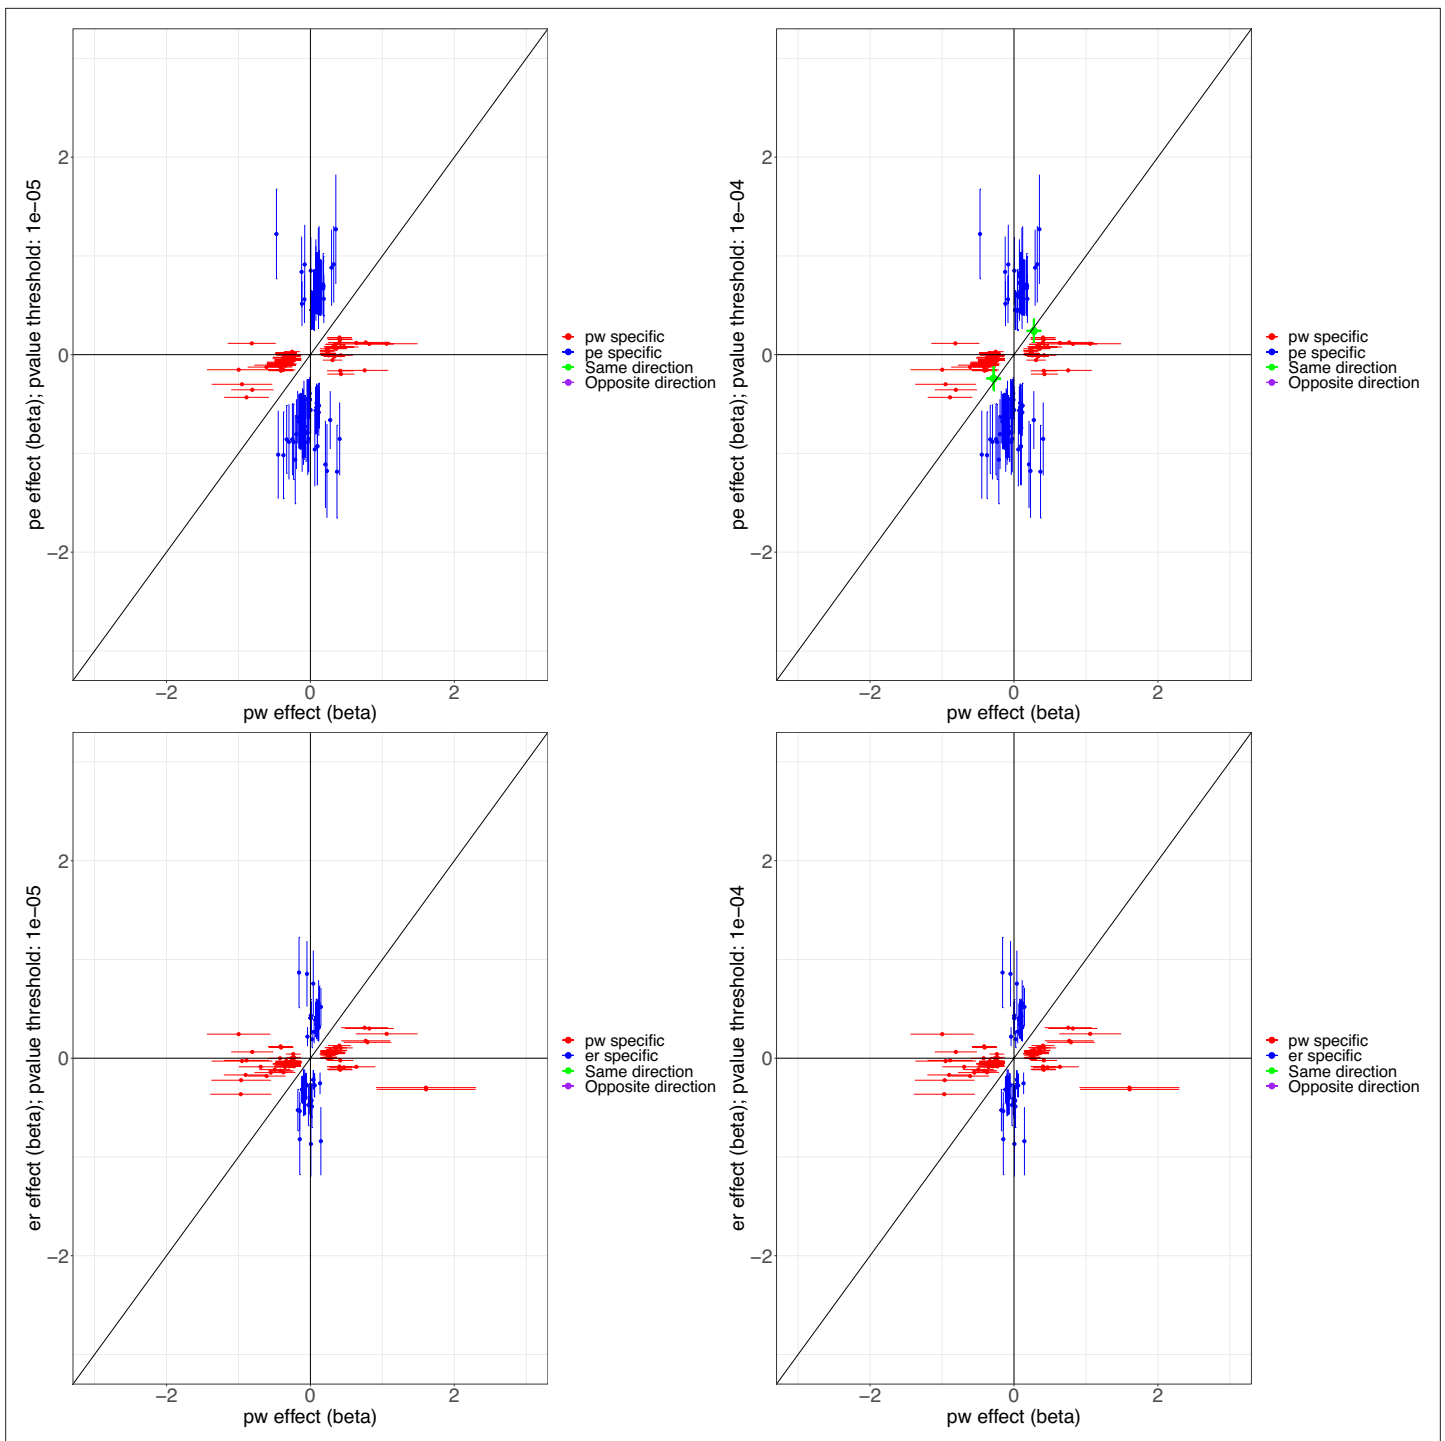 pe effect (beta); pvalue threshold: 1e−05
2
0
−2
−2 0 2
pw effect (beta)
pw specific
pe specific
Same direction
Opposite direction
pe effect (beta); pvalue threshold: 1e−04
2
0
−2
−2 0 2
pw effect (beta)
pw specific
pe specific
Same direction
Opposite direction
er effect (beta); pvalue threshold: 1e−05
2
0
−2
−2 0 2
pw effect (beta)
pw specific
er specific
Same direction
Opposite direction
er effect (beta); pvalue threshold: 1e−04
2
0
−2
−2 0 2
pw effect (beta)
pw specific
er specific
Same direction
Opposite direction